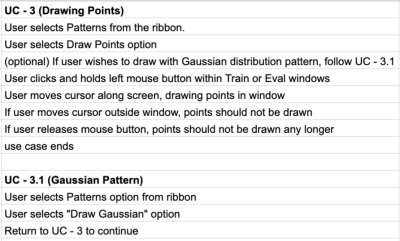 UC - 3 (Drawing Points)
User selects Patterns from the ribbon.
User selects Draw Points option
(optional) If user wishes to draw with Gaussian distribution pattern, follow UC - 3.1
User clicks and holds left mouse button within Train or Eval windows
User moves cursor along screen, drawing points in window
If user moves cursor outside window, points should not be drawn
If user releases mouse button, points should not be drawn any longer
use case ends
UC - 3.1 (Gaussian Pattern)
User selects Patterns option from ribbon
User selects "Draw Gaussian" option
Return to UC - 3 to continue